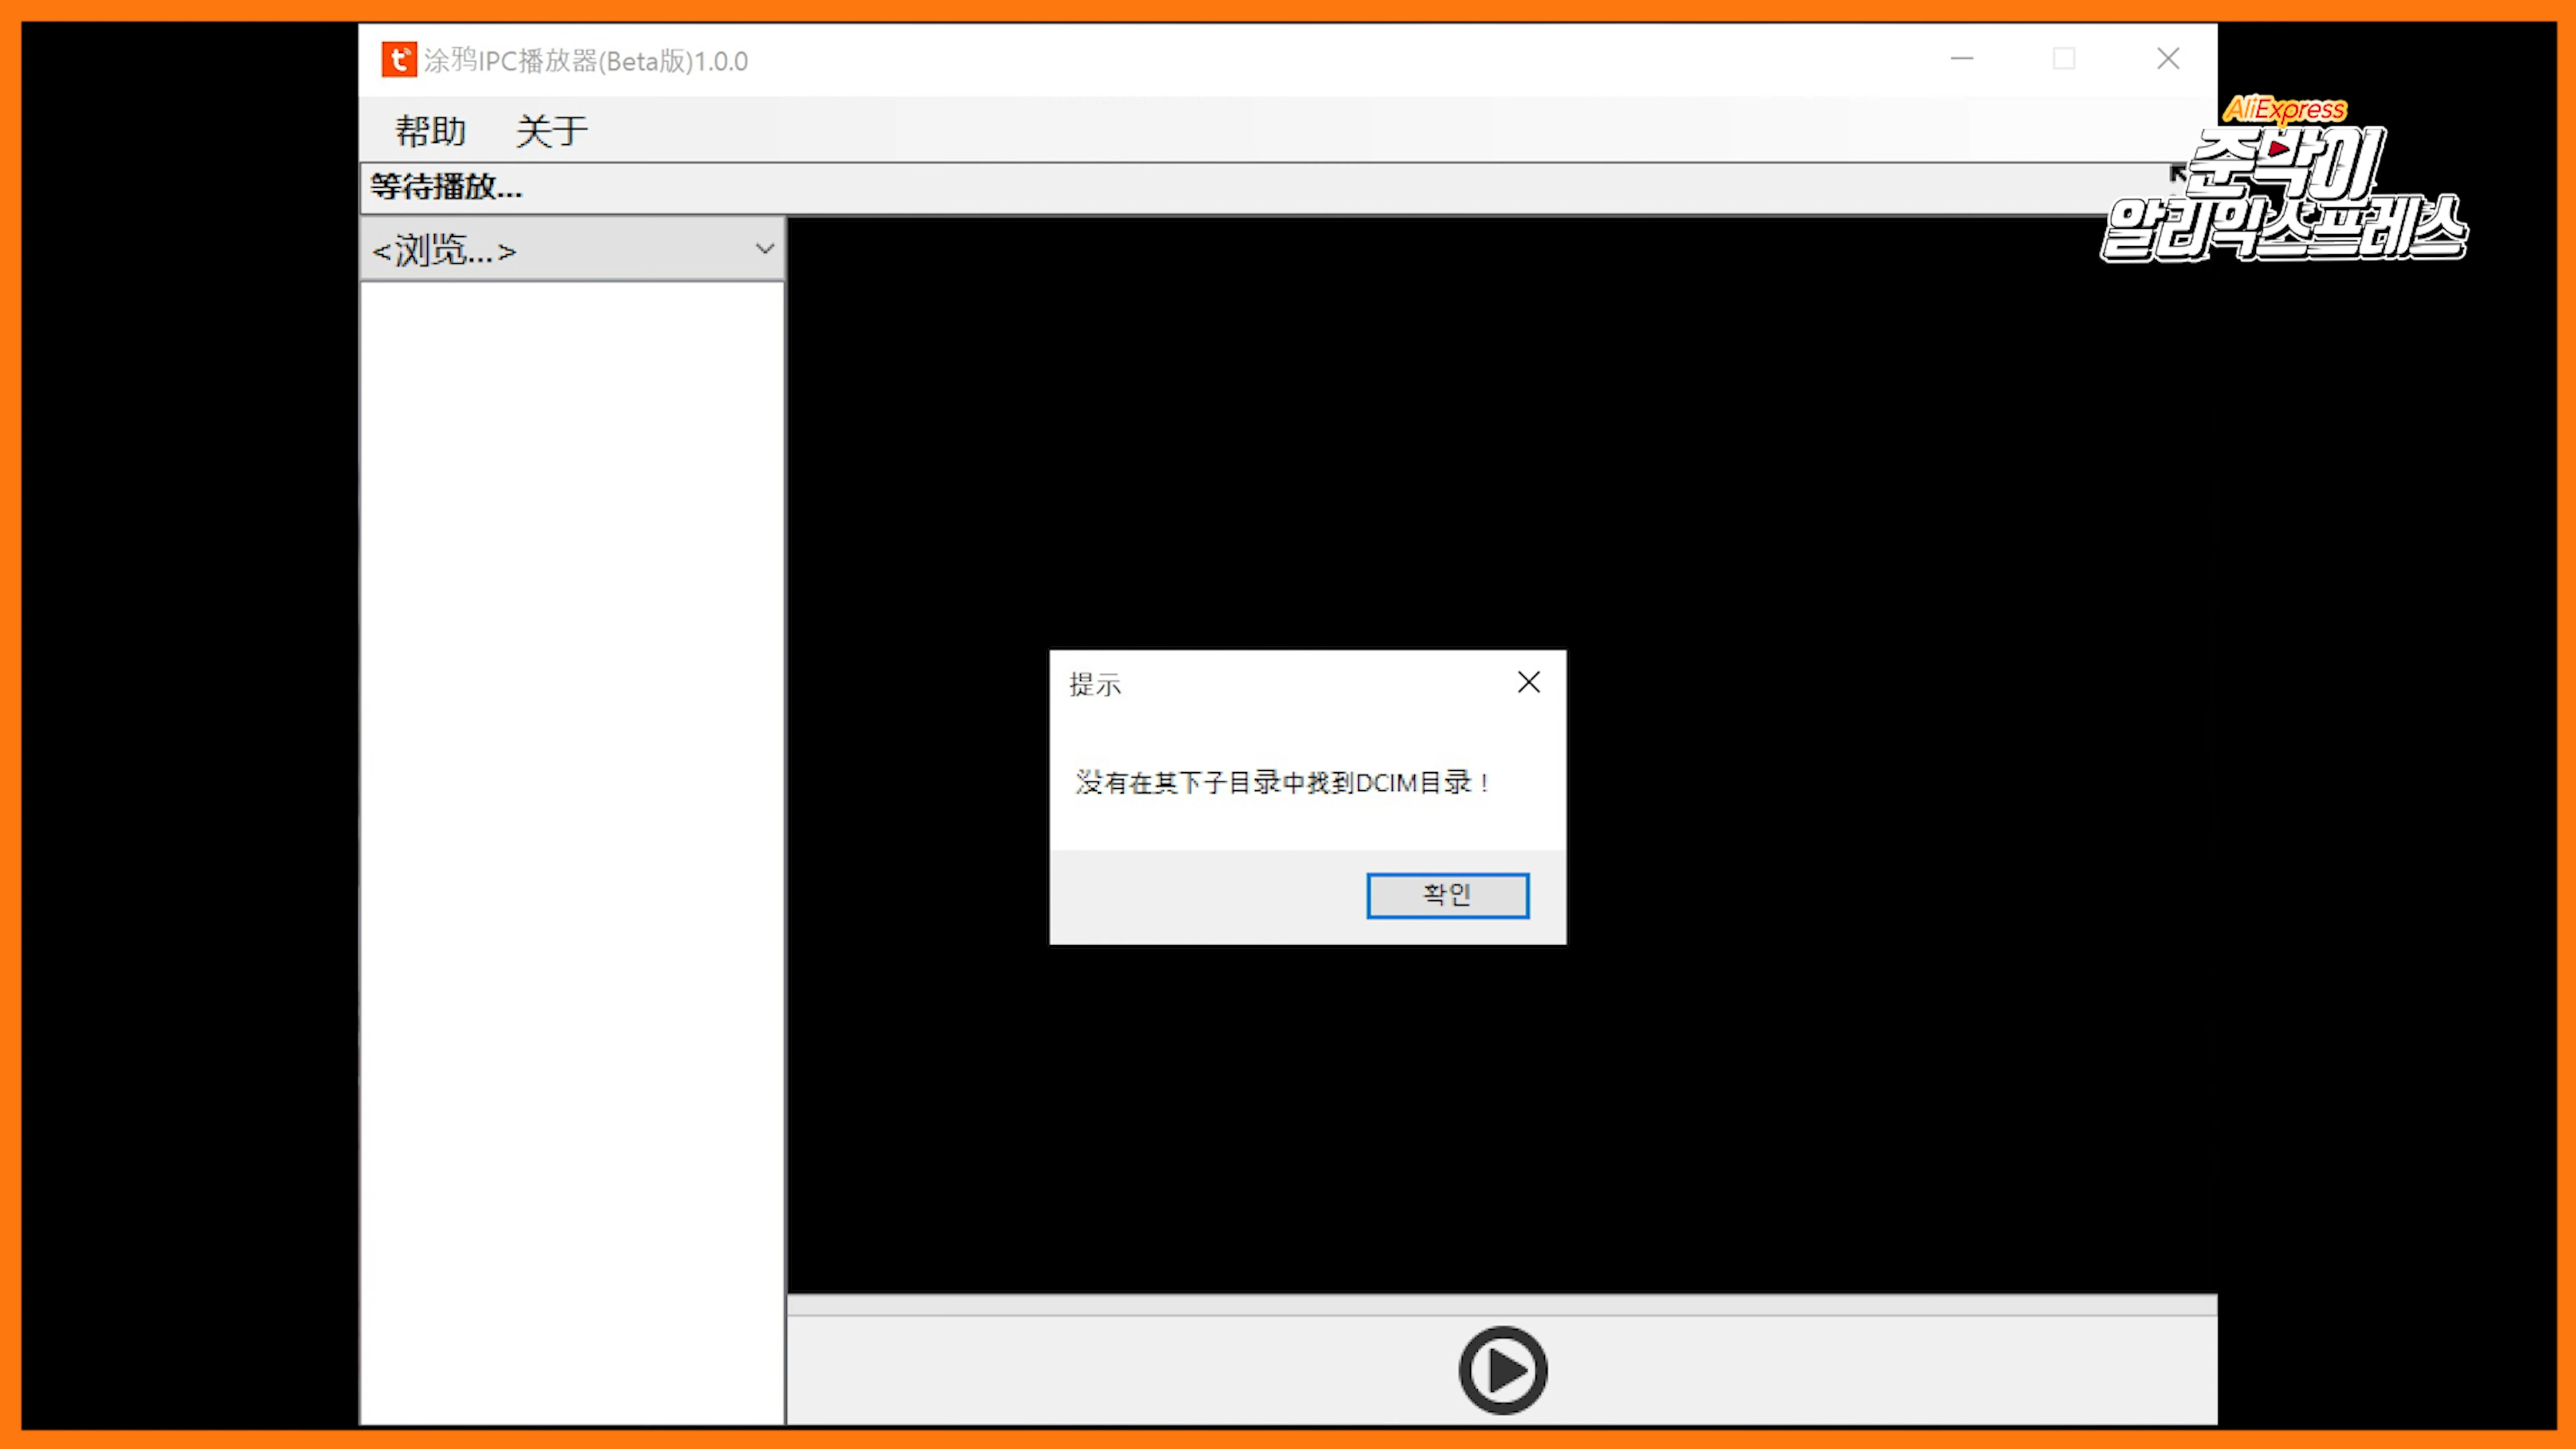 涂鸦IPC播放器(Beta版)1.0.0
AliExpress
帮助 关于
준박이
等待播放...
알리익스프레스
<浏览...>
提示
没有在其下子目录中找到DCIM目录！
확인